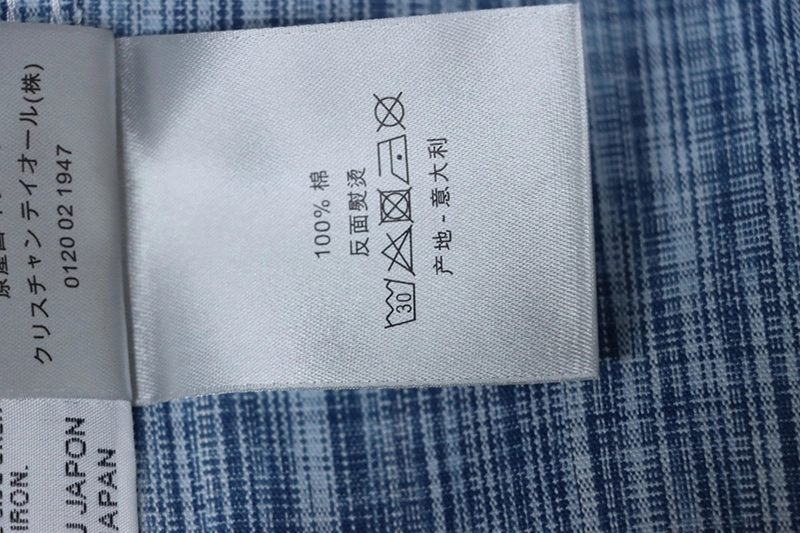 100% 棉
反面熨烫
30
产地 - 意大利
クリスチャン ディオール(株)
0120 02 1947
IRON.
JAPON